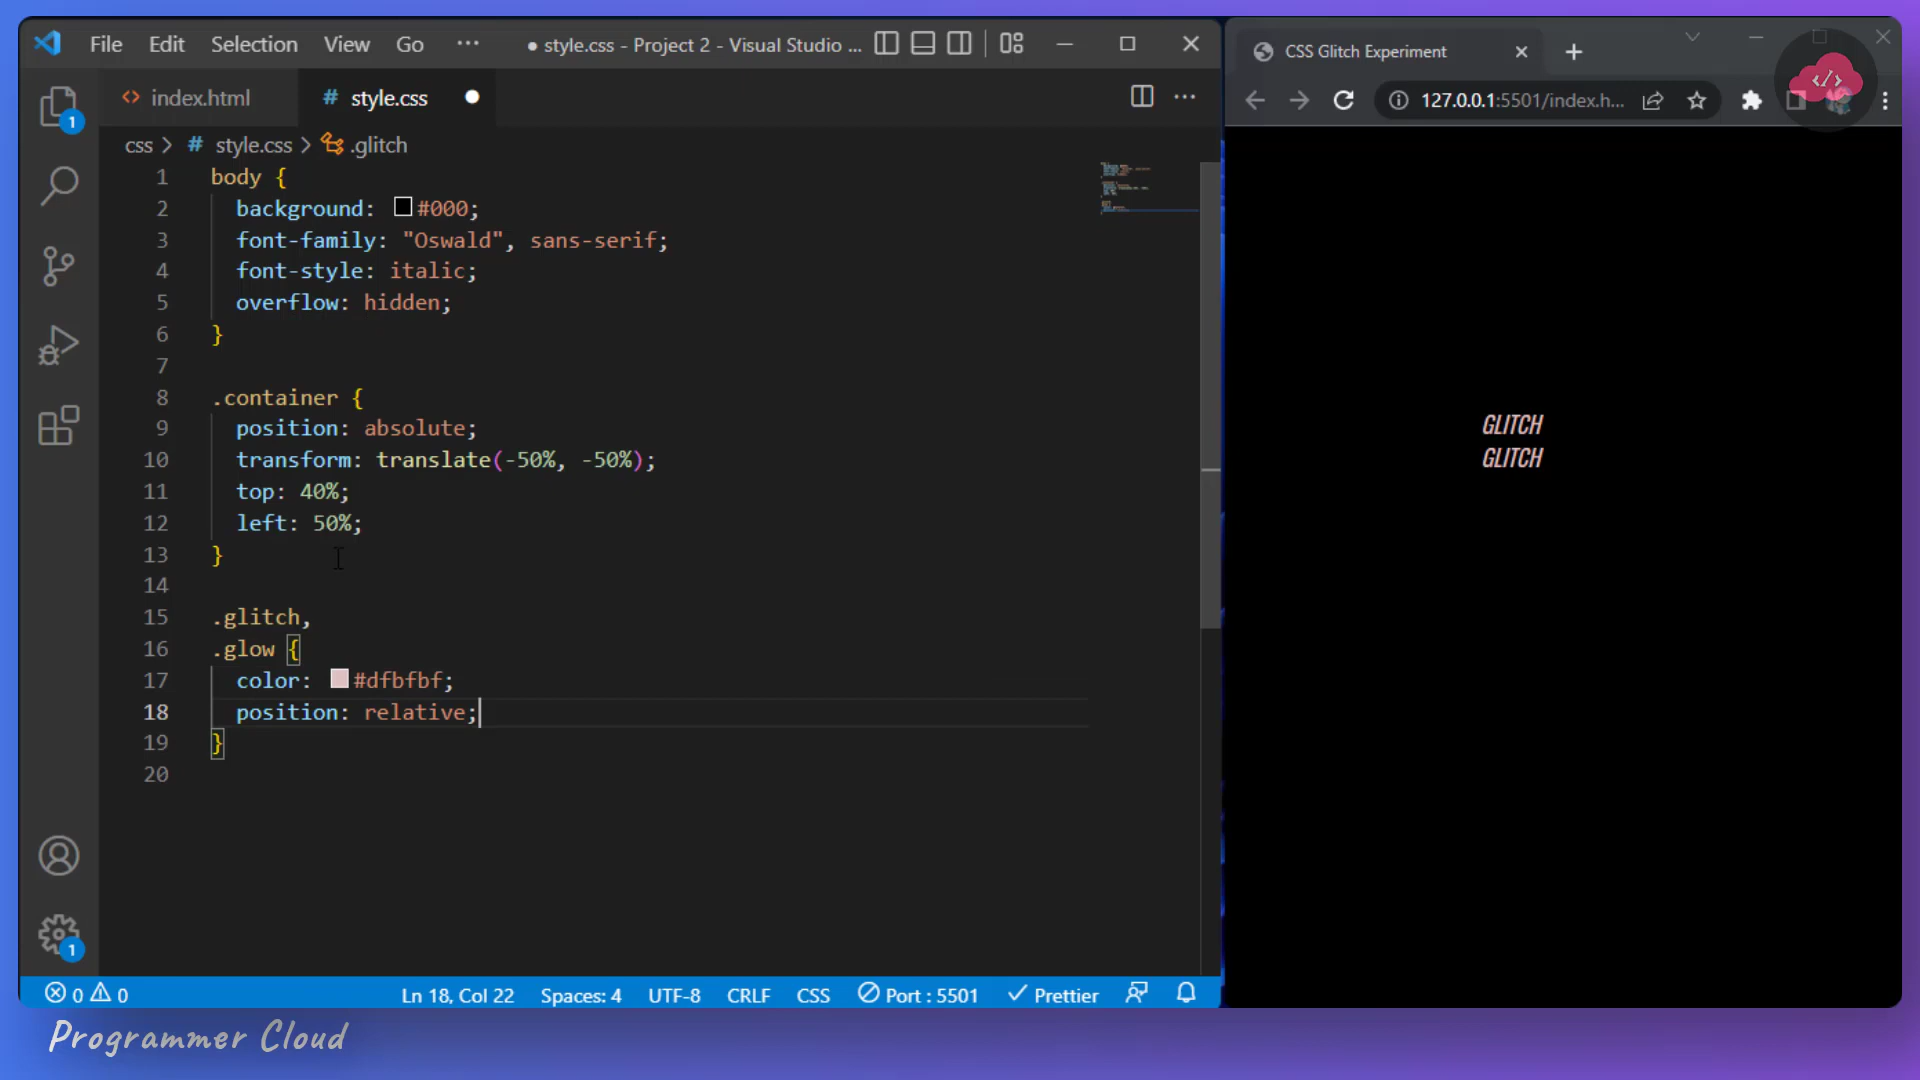 File Edit Selection View Go ··· ● style.css - Project 2 - Visual Studio ...
index.html # style.css
css > # style.css > .glitch
1 body {
2 background: #000;
3 font-family: "Oswald", sans-serif;
4 font-style: italic;
5 overflow: hidden;
6 }
7
8 .container {
9 position: absolute;
10 transform: translate(-50%, -50%);
11 top: 40%;
12 left: 50%;
13 }
14
15 .glitch,
16 .glow {
17 color: #dfbfbf;
18 position: relative;
19 }
20
1
1
0 0 Ln 18, Col 22 Spaces: 4 UTF-8 CRLF CSS Port : 5501 Prettier
CSS Glitch Experiment
127.0.0.1:5501/index.h...
</>
GLITCH
GLITCH
Programmer Cloud